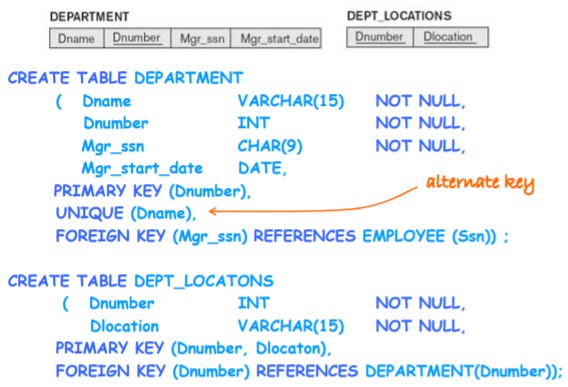 DEPARTMENT
Dname Dnumber Mgr_ssn Mgr_start_date
DEPT_LOCATIONS
Dnumber Dlocation
CREATE TABLE DEPARTMENT
( Dname VARCHAR(15) NOT NULL,
Dnumber INT NOT NULL,
Mgr_ssn CHAR(9) NOT NULL,
Mgr_start_date DATE,
PRIMARY KEY (Dnumber),
alternate key
UNIQUE (Dname),
FOREIGN KEY (Mgr_ssn) REFERENCES EMPLOYEE (Ssn)) ;
CREATE TABLE DEPT_LOCATONS
( Dnumber INT NOT NULL,
Dlocation VARCHAR(15) NOT NULL,
PRIMARY KEY (Dnumber, Dlocaton),
FOREIGN KEY (Dnumber) REFERENCES DEPARTMENT(Dnumber));